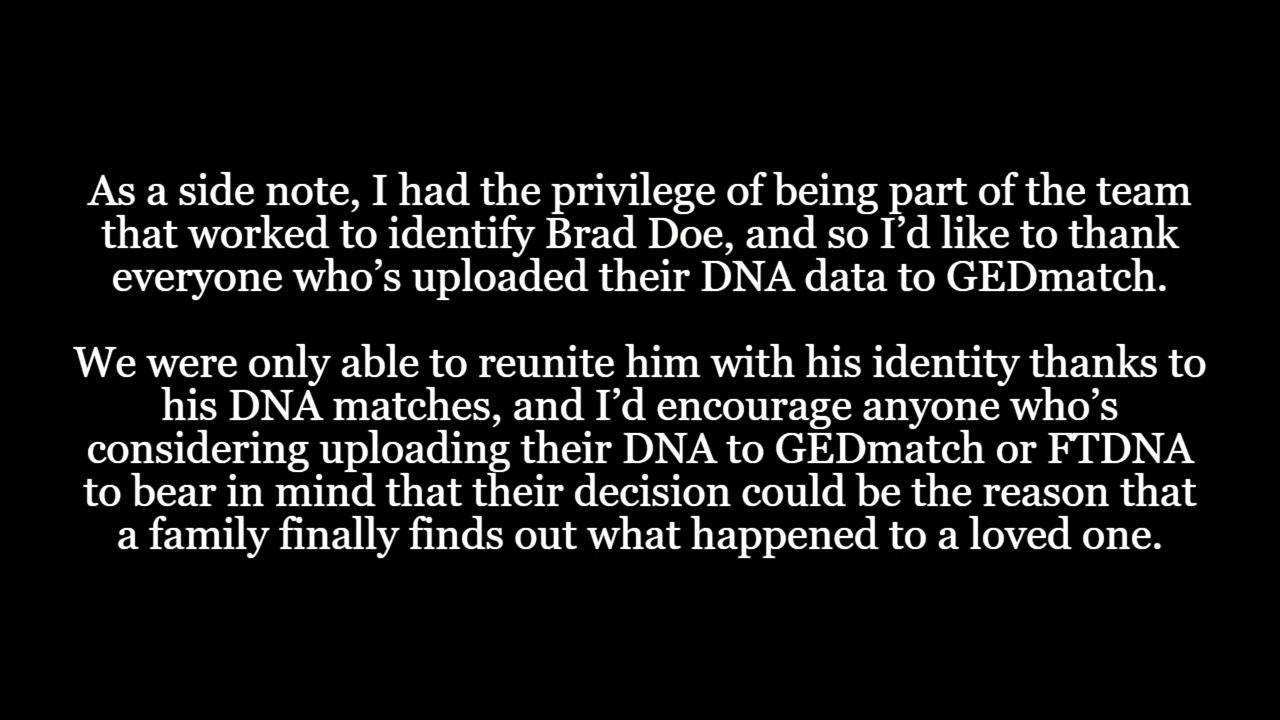 As a side note, I had the privilege of being part of the team
that worked to identify Brad Doe, and so I’d like to thank
everyone who’s uploaded their DNA data to GEDmatch.
We were only able to reunite him with his identity thanks to
his DNA matches, and I’d encourage anyone who’s
considering uploading their DNA to GEDmatch or FTDNA
to bear in mind that their decision could be the reason that
a family finally finds out what happened to a loved one.